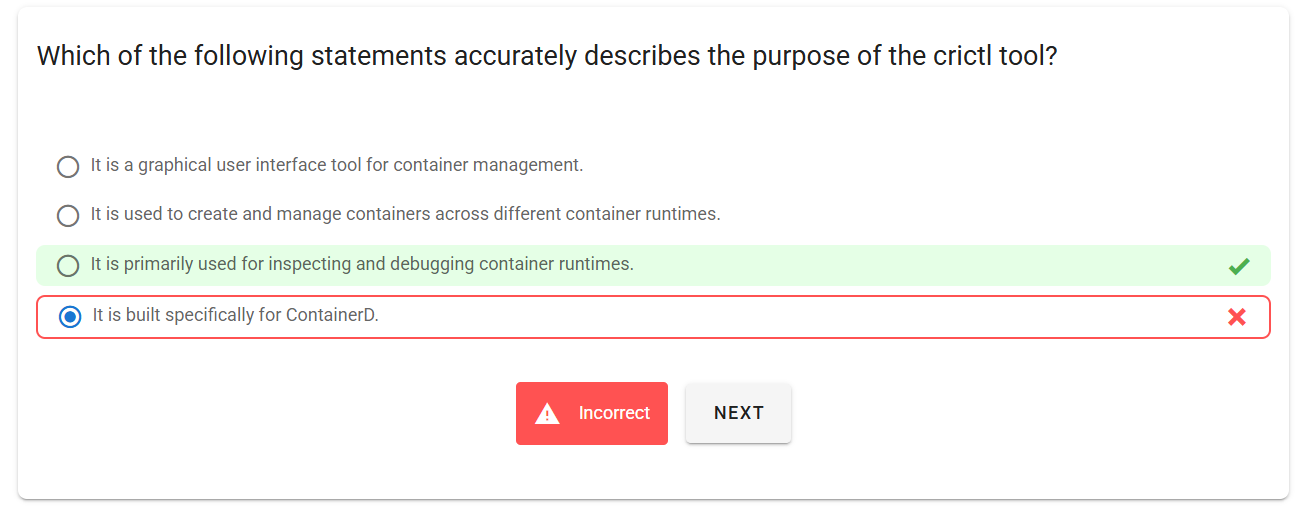 Which of the following statements accurately describes the purpose of the crictl tool?
It is a graphical user interface tool for container management.
It is used to create and manage containers across different container runtimes.
It is primarily used for inspecting and debugging container runtimes.
It is built specifically for ContainerD.
Incorrect
NEXT